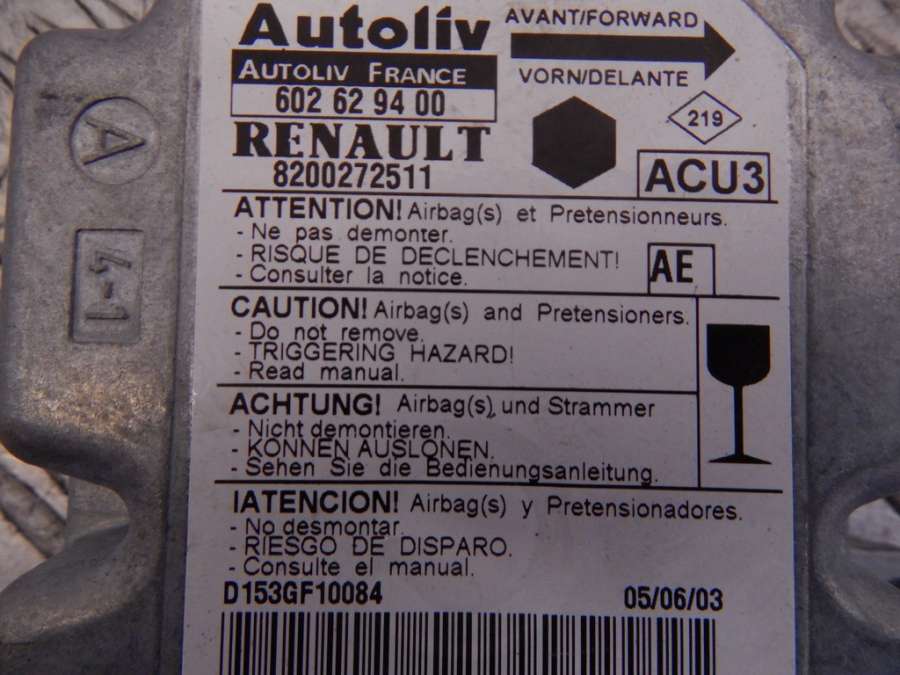 Autoliv
AUTOLIV FRANCE
602 62 94 00
RENAULT
8200272511
AVANT/FORWARD
VORN/DELANTE
219
ACU3
ATTENTION! Airbag(s) et Pretensionneurs.
- Ne pas demonter.
- RISQUE DE DECLENCHEMENT!
- Consulter la notice.
AE
CAUTION! Airbag(s) and Pretensioners.
- Do not remove.
- TRIGGERING HAZARD!
- Read manual.
ACHTUNG! Airbag(s) und Strammer
- Nicht demontieren.
- KONNEN AUSLONEN.
- Sehen Sie die Bedienungsanleitung.
IATENCION! Airbag(s) y Pretensionadores.
- No desmontar.
- RIESGO DE DISPARO.
- Consulte el manual.
D153GF10084
05/06/03
A
1-4